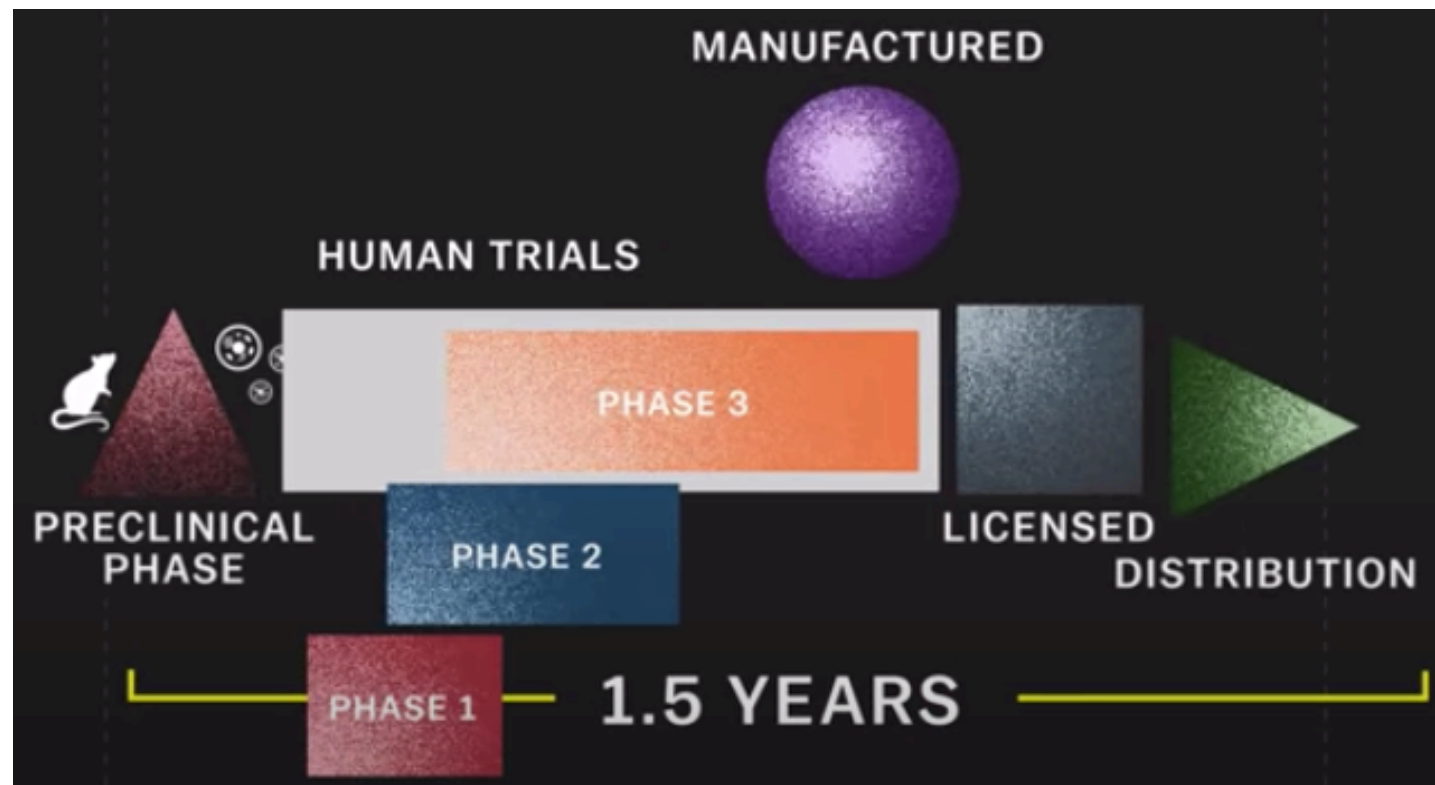 MANUFACTURED
HUMAN TRIALS
PHASE 3
PRECLINICAL
PHASE
LICENSED
DISTRIBUTION
PHASE 2
PHASE 1
1.5 YEARS